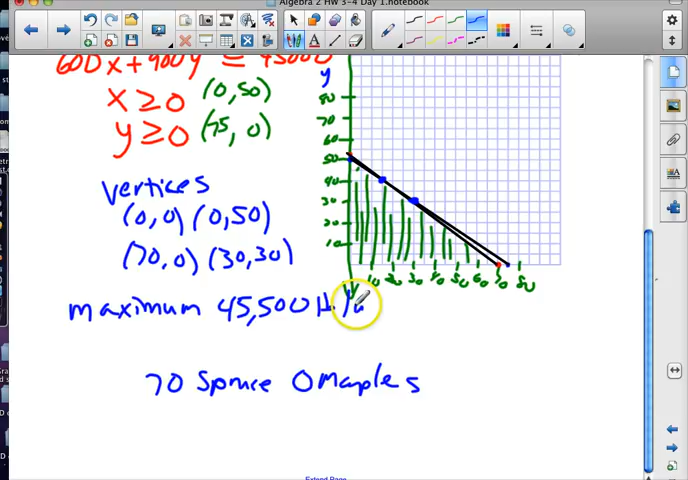 Algebra 2 HW 3-4 Day 1.notebook
600x + 900y ≤ 45000
x ≥ 0 (0,50)
y ≥ 0 (75, 0)
y
80
70
60
50
40
30
20
10
10 20 30 40 50 60 70 80
vertices
(0,0) (0,50)
(70,0) (30,30)
maximum 45,500
70 Spruce 0 maples
Extend Page